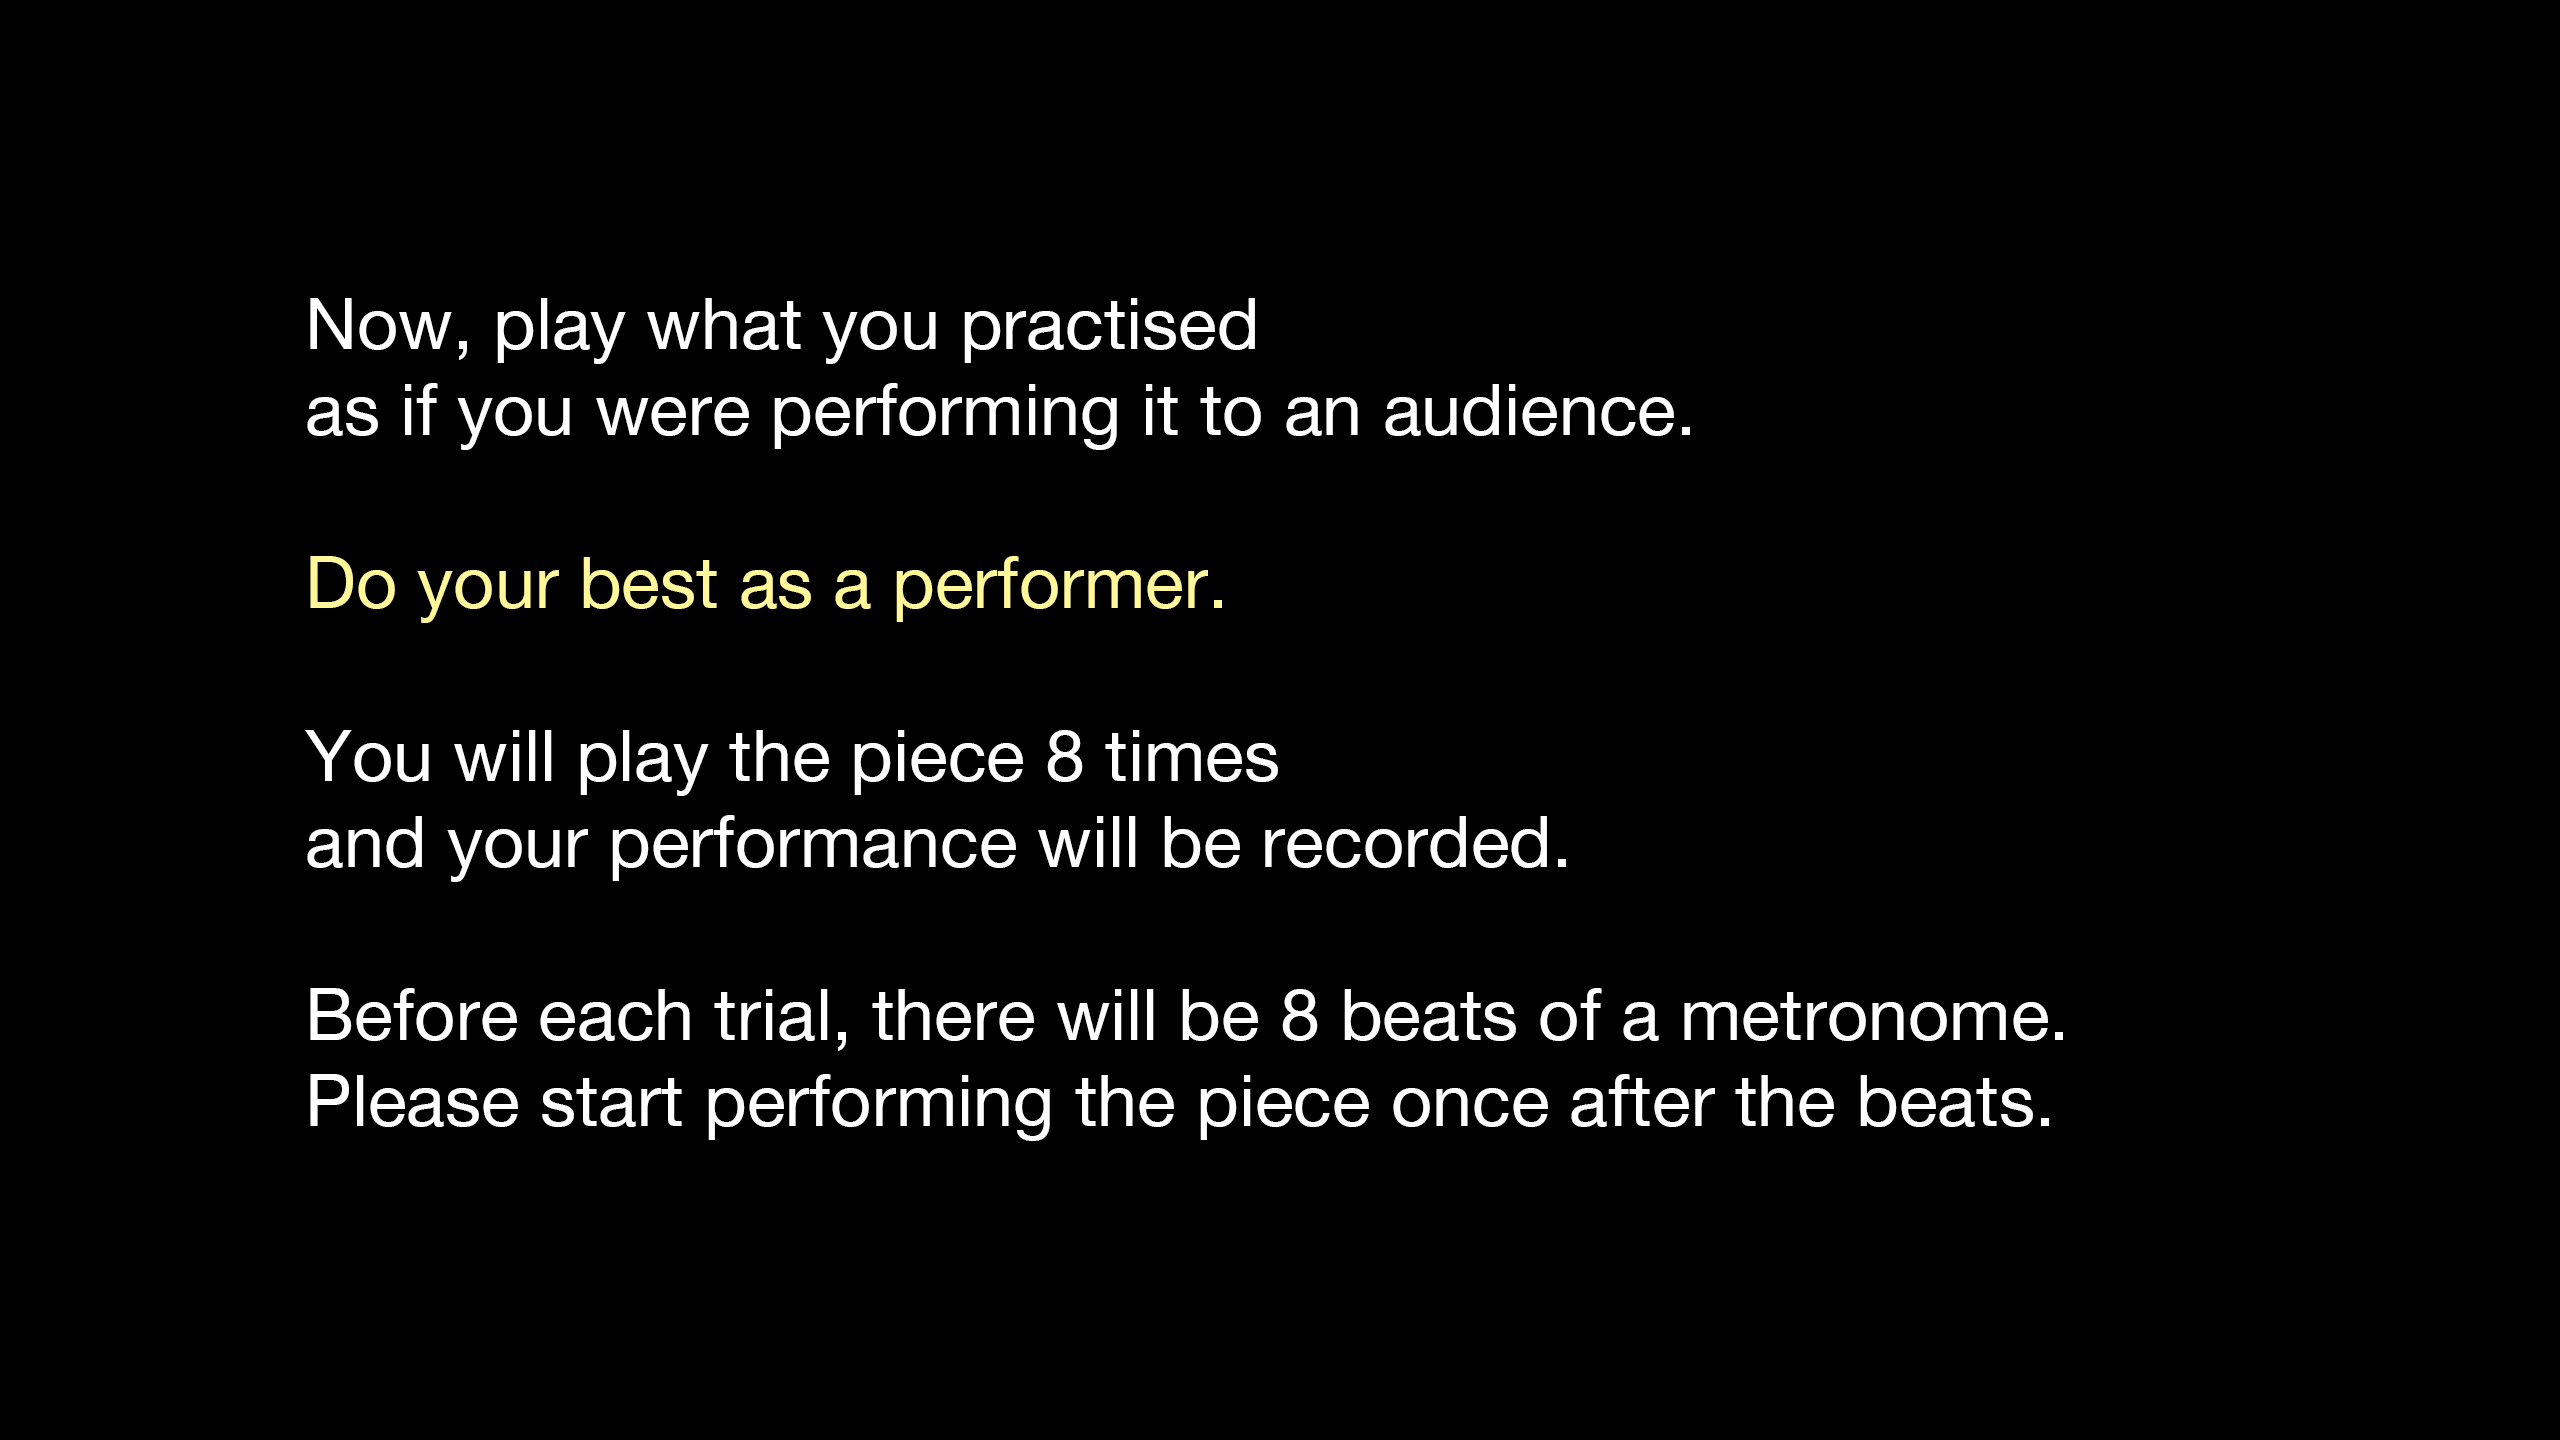 Now, play what you practised
as if you were performing it to an audience.
Do your best as a performer.
You will play the piece 8 times
and your performance will be recorded.
Before each trial, there will be 8 beats of a metronome.
Please start performing the piece once after the beats.